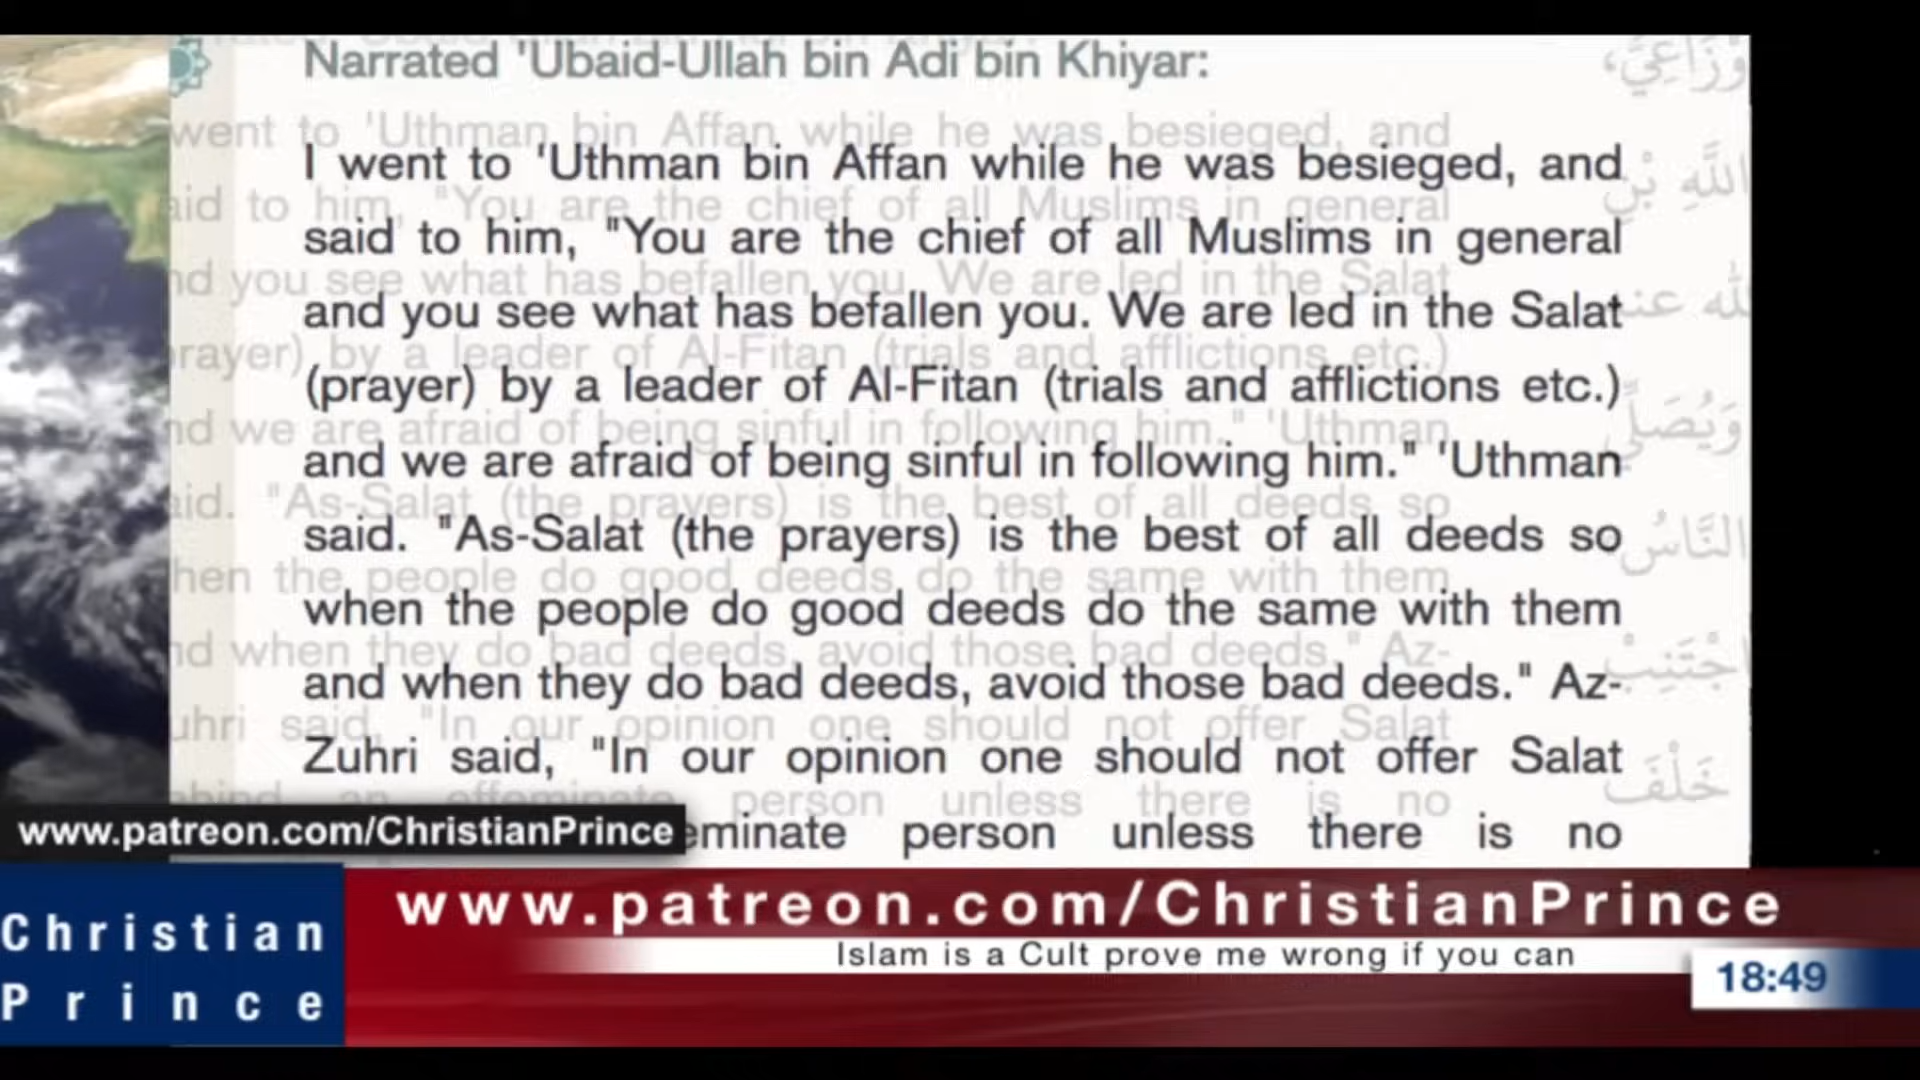 Narrated 'Ubaid-Ullah bin Adi bin Khiyar:
I went to 'Uthman bin Affan while he was besieged, and
said to him, "You are the chief of all Muslims in general
and you see what has befallen you. We are led in the Salat
(prayer) by a leader of Al-Fitan (trials and afflictions etc.)
and we are afraid of being sinful in following him." 'Uthman
said. "As-Salat (the prayers) is the best of all deeds so
when the people do good deeds do the same with them
and when they do bad deeds, avoid those bad deeds." Az-
Zuhri said, "In our opinion one should not offer Salat
person unless there is no
www.patreon.com/ChristianPrince
www.patreon.com/ChristianPrince
Islam is a Cult prove me wrong if you can
Christian
Prince
18:49